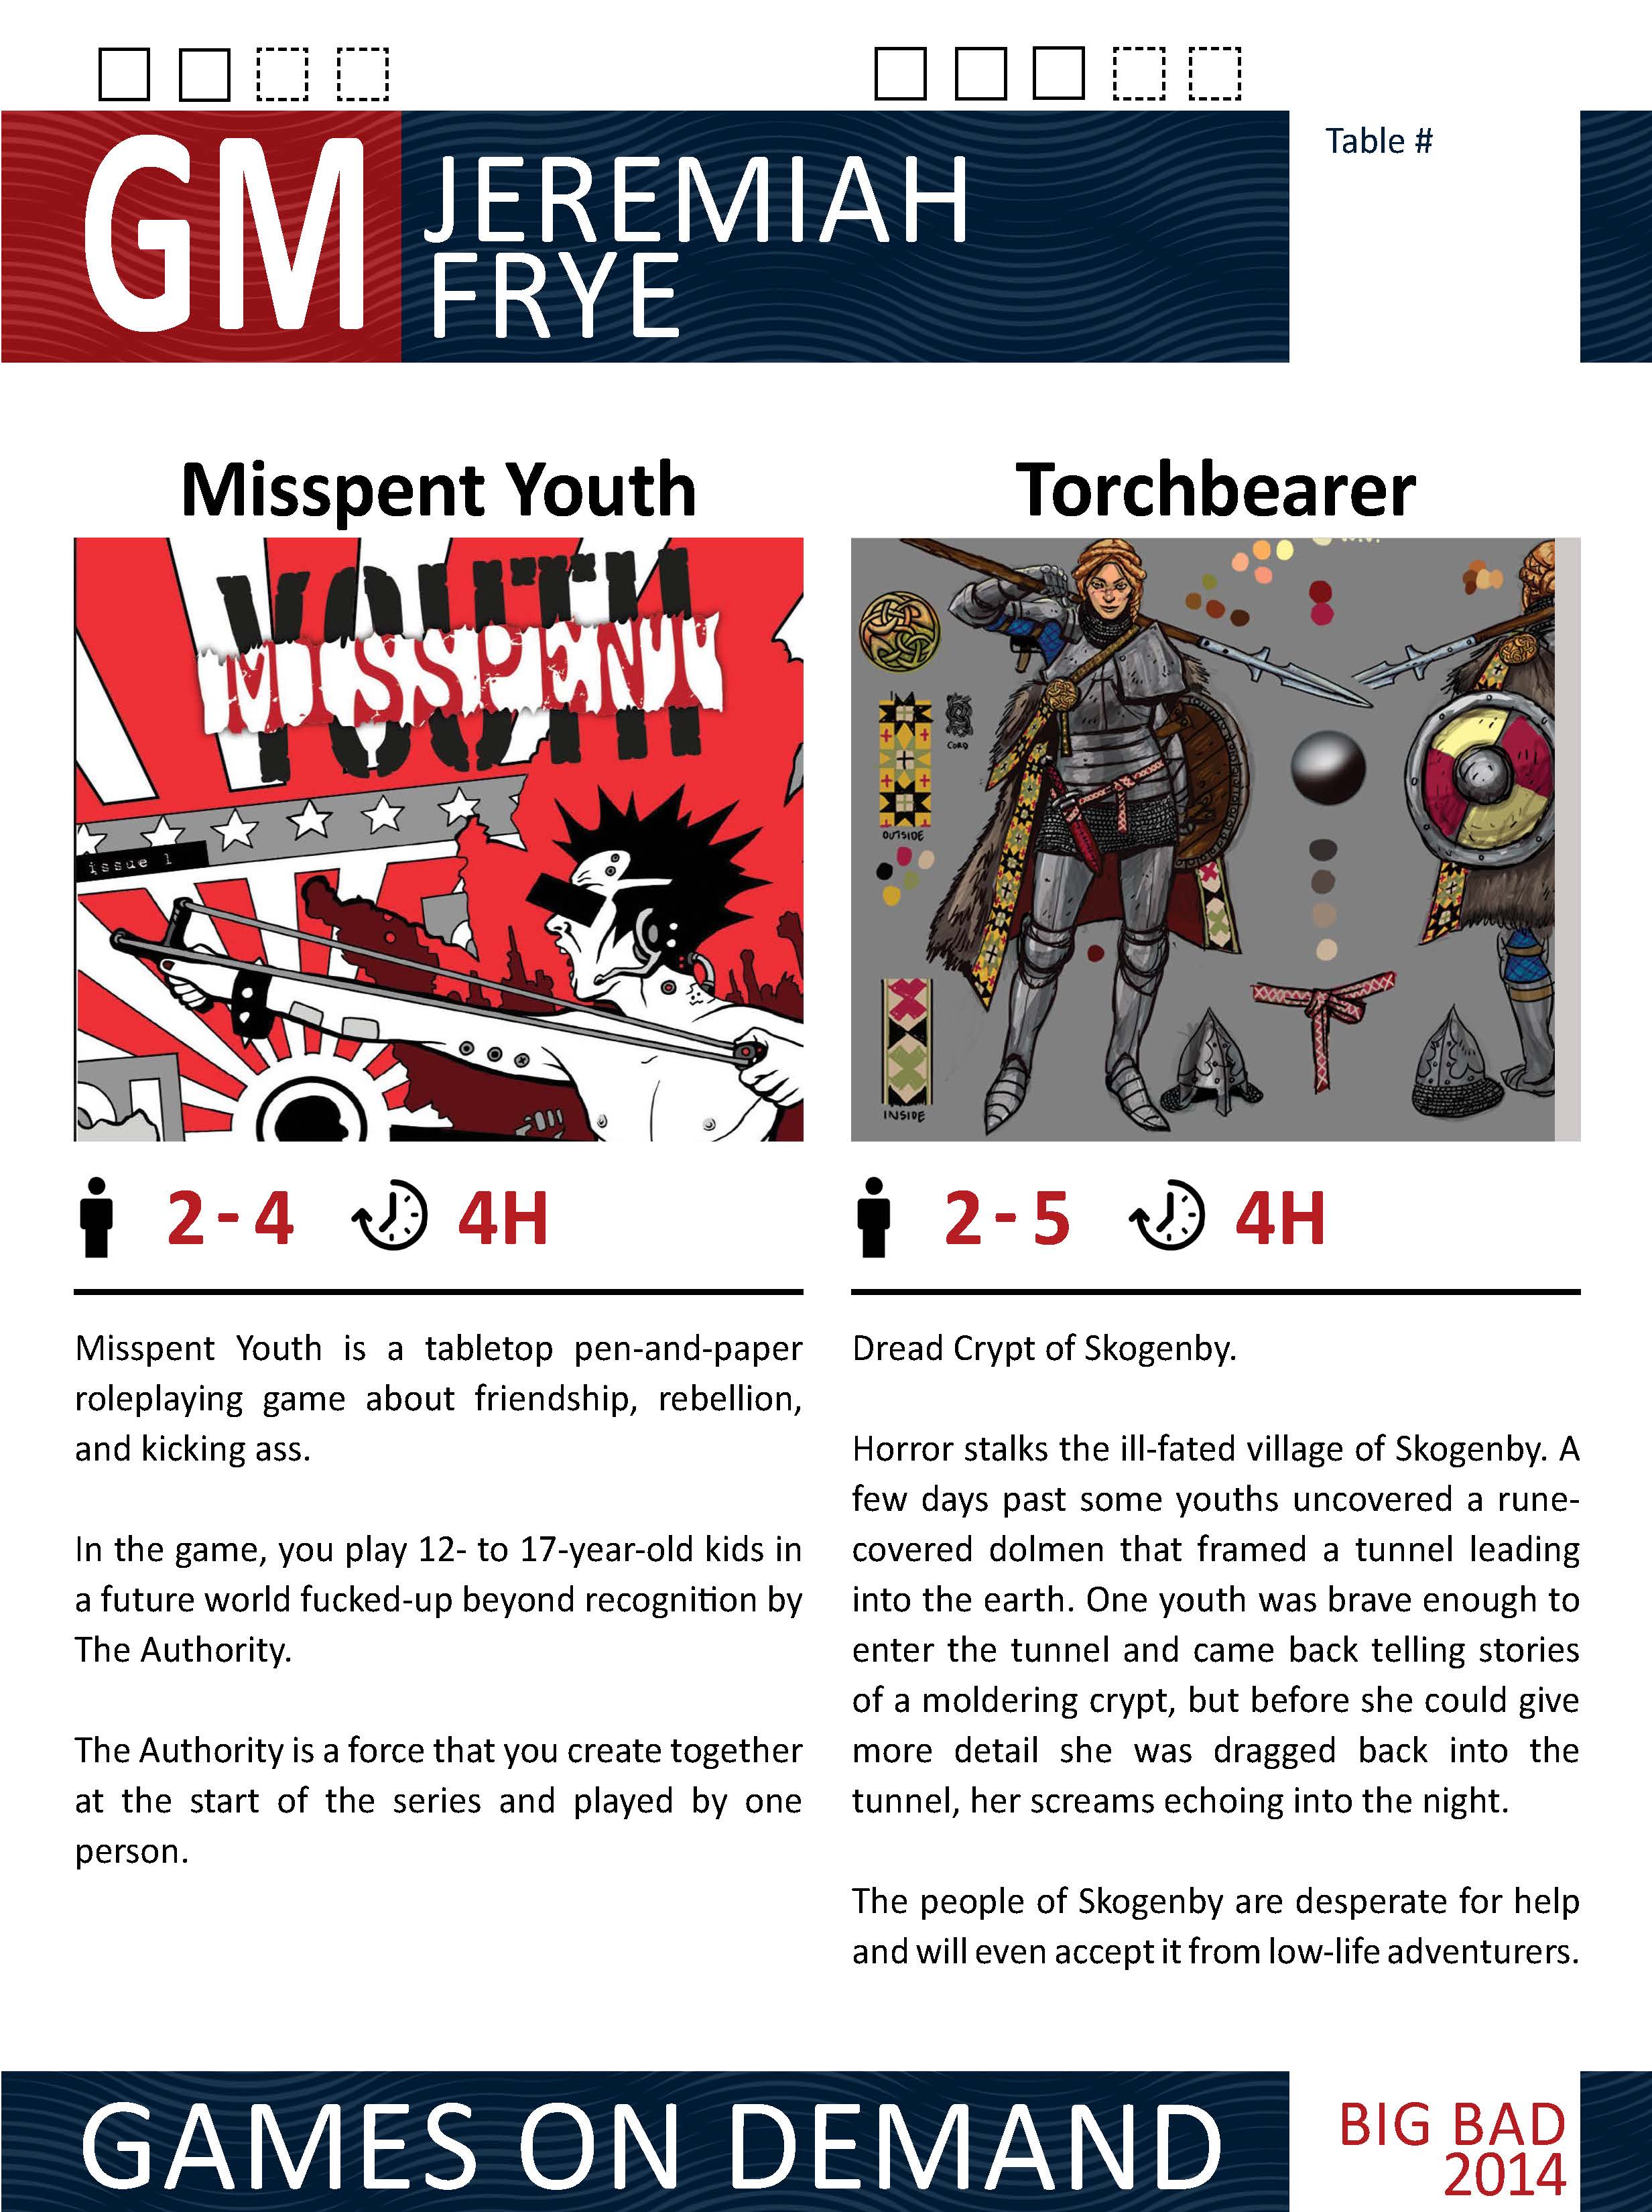 GM
JEREMIAH
FRYE
Table #
Misspent Youth
YOUTH
MISSPENT
issue 1
2 - 4
4H
Misspent Youth is a tabletop pen-and-paper
roleplaying game about friendship, rebellion,
and kicking ass.
In the game, you play 12- to 17-year-old kids in
a future world fucked-up beyond recognition by
The Authority.
The Authority is a force that you create together
at the start of the series and played by one
person.
Torchbearer
CORD
OUTSIDE
INSIDE
2 - 5
4H
Dread Crypt of Skogenby.
Horror stalks the ill-fated village of Skogenby. A
few days past some youths uncovered a rune-
covered dolmen that framed a tunnel leading
into the earth. One youth was brave enough to
enter the tunnel and came back telling stories
of a moldering crypt, but before she could give
more detail she was dragged back into the
tunnel, her screams echoing into the night.
The people of Skogenby are desperate for help
and will even accept it from low-life adventurers.
GAMES ON DEMAND
BIG BAD
2014